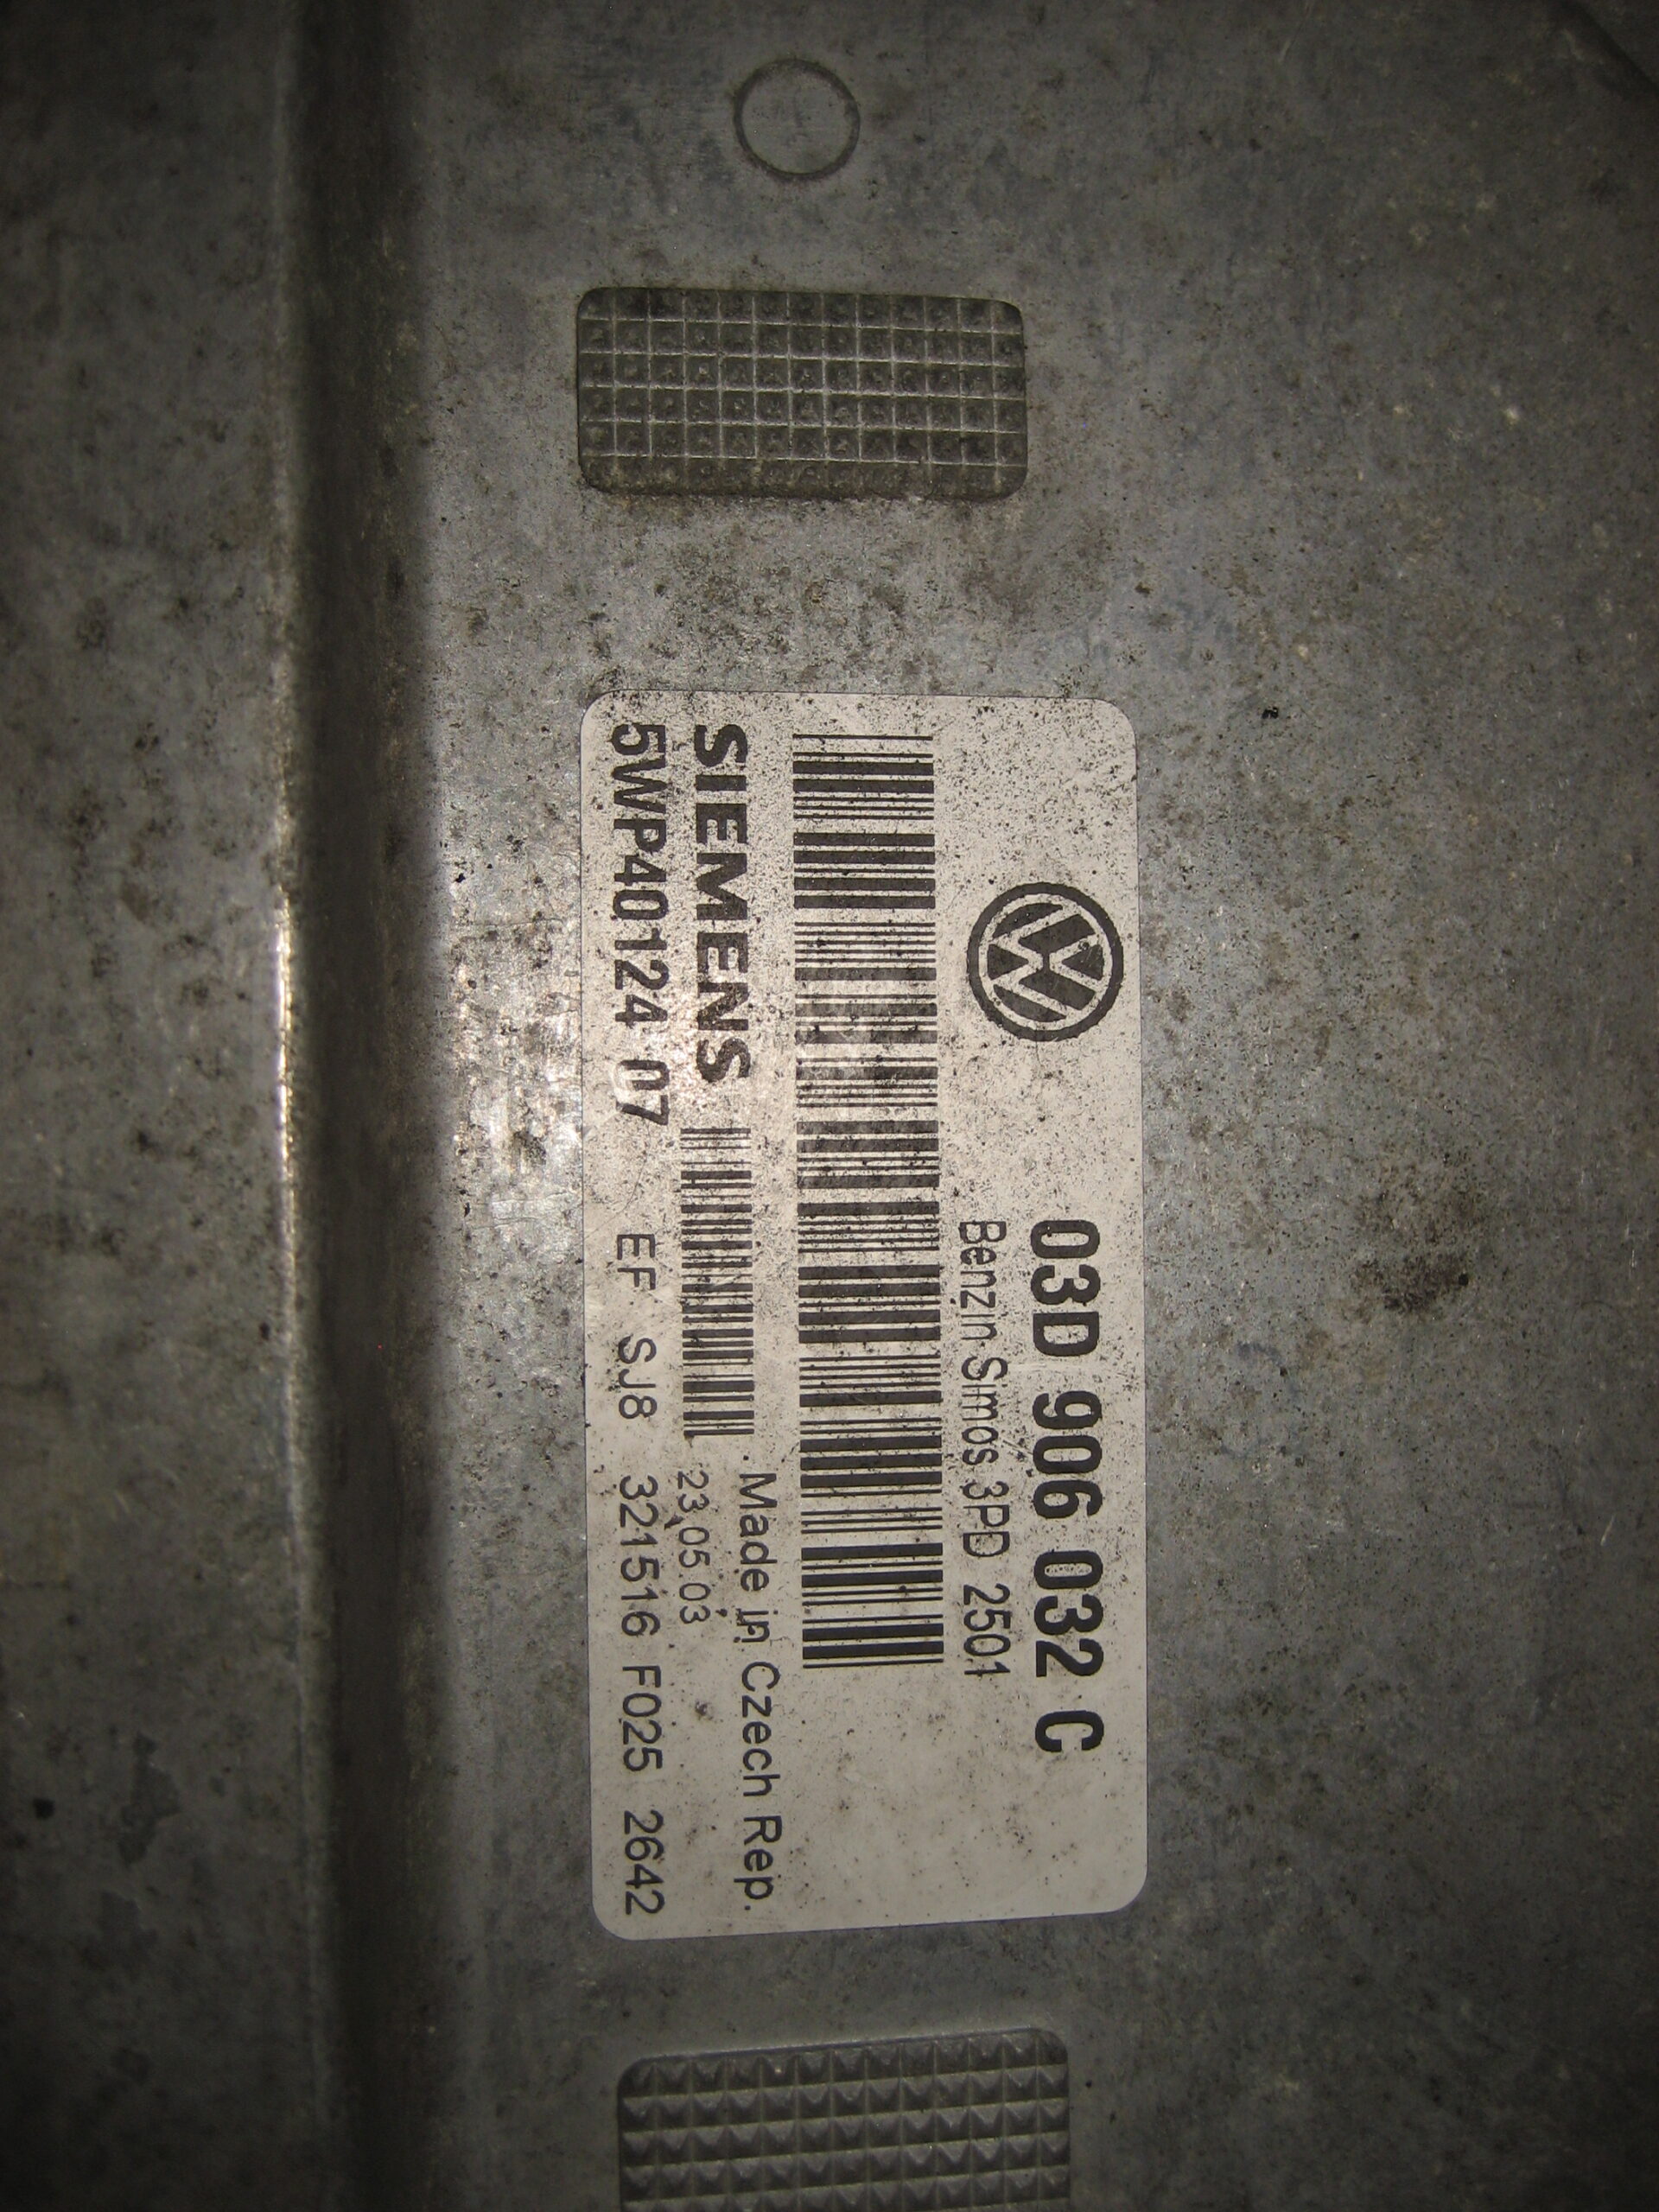 03D 906 032 C
Benzin Simos 3PD 2501
SIEMENS
Made in Czech Rep.
23.05.03
5WP40124 07 EF SJ8 321516 F025 2642